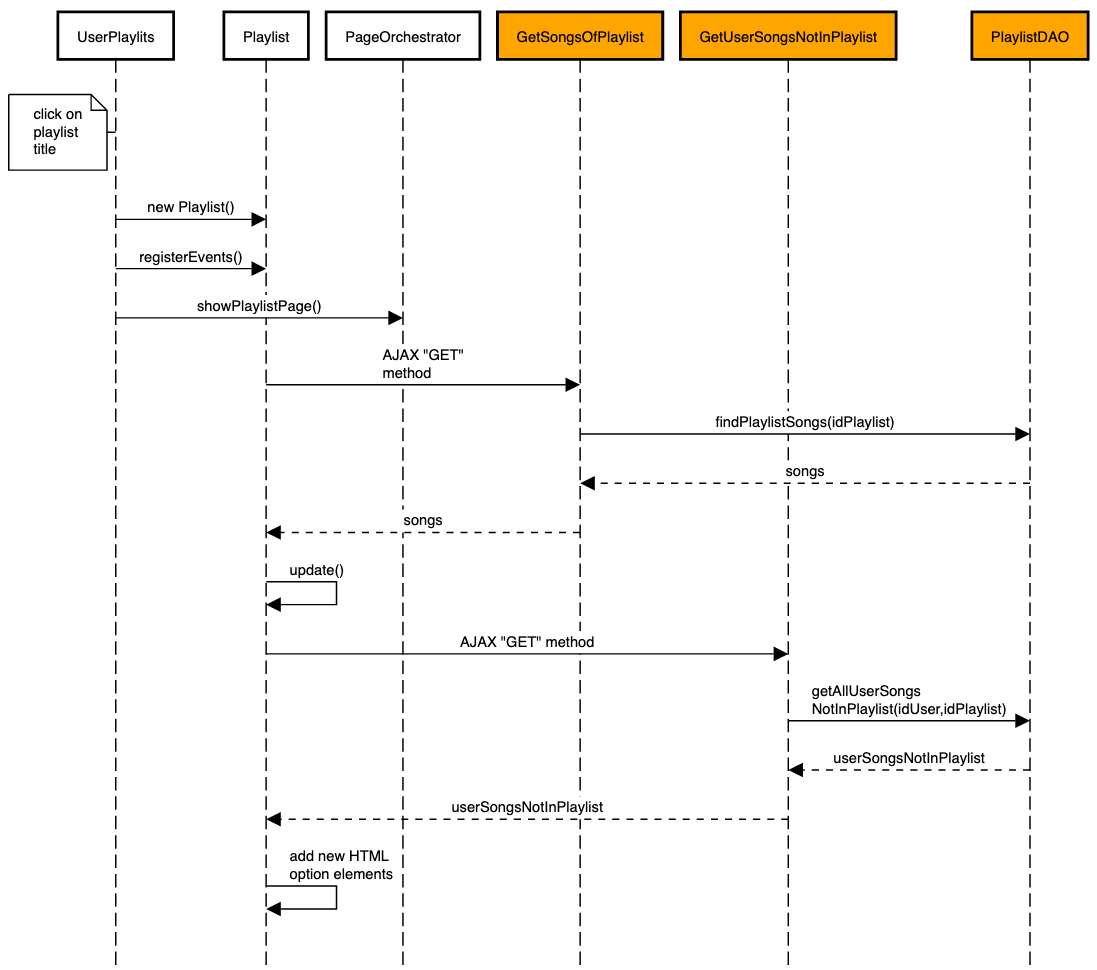 UserPlaylits
Playlist
PageOrchestrator
GetSongsOfPlaylist
GetUserSongsNotInPlaylist
PlaylistDAO
click on
playlist
title
new Playlist()
registerEvents()
showPlaylistPage()
AJAX "GET"
method
findPlaylistSongs(idPlaylist)
songs
songs
update()
AJAX "GET" method
getAllUserSongs
NotInPlaylist(idUser,idPlaylist)
userSongsNotInPlaylist
userSongsNotInPlaylist
add new HTML
option elements